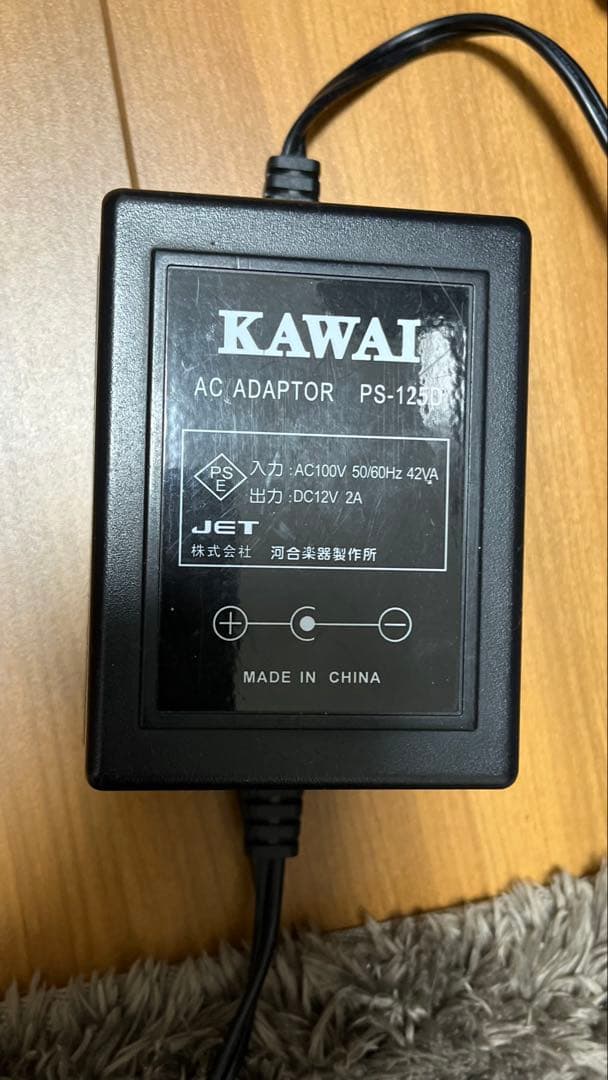 KAWAI
AC ADAPTOR PS-125D
PS
E
入力:AC100V 50/60Hz 42VA
出力:DC12V 2A
JET
株式会社 河合楽器製作所
MADE IN CHINA